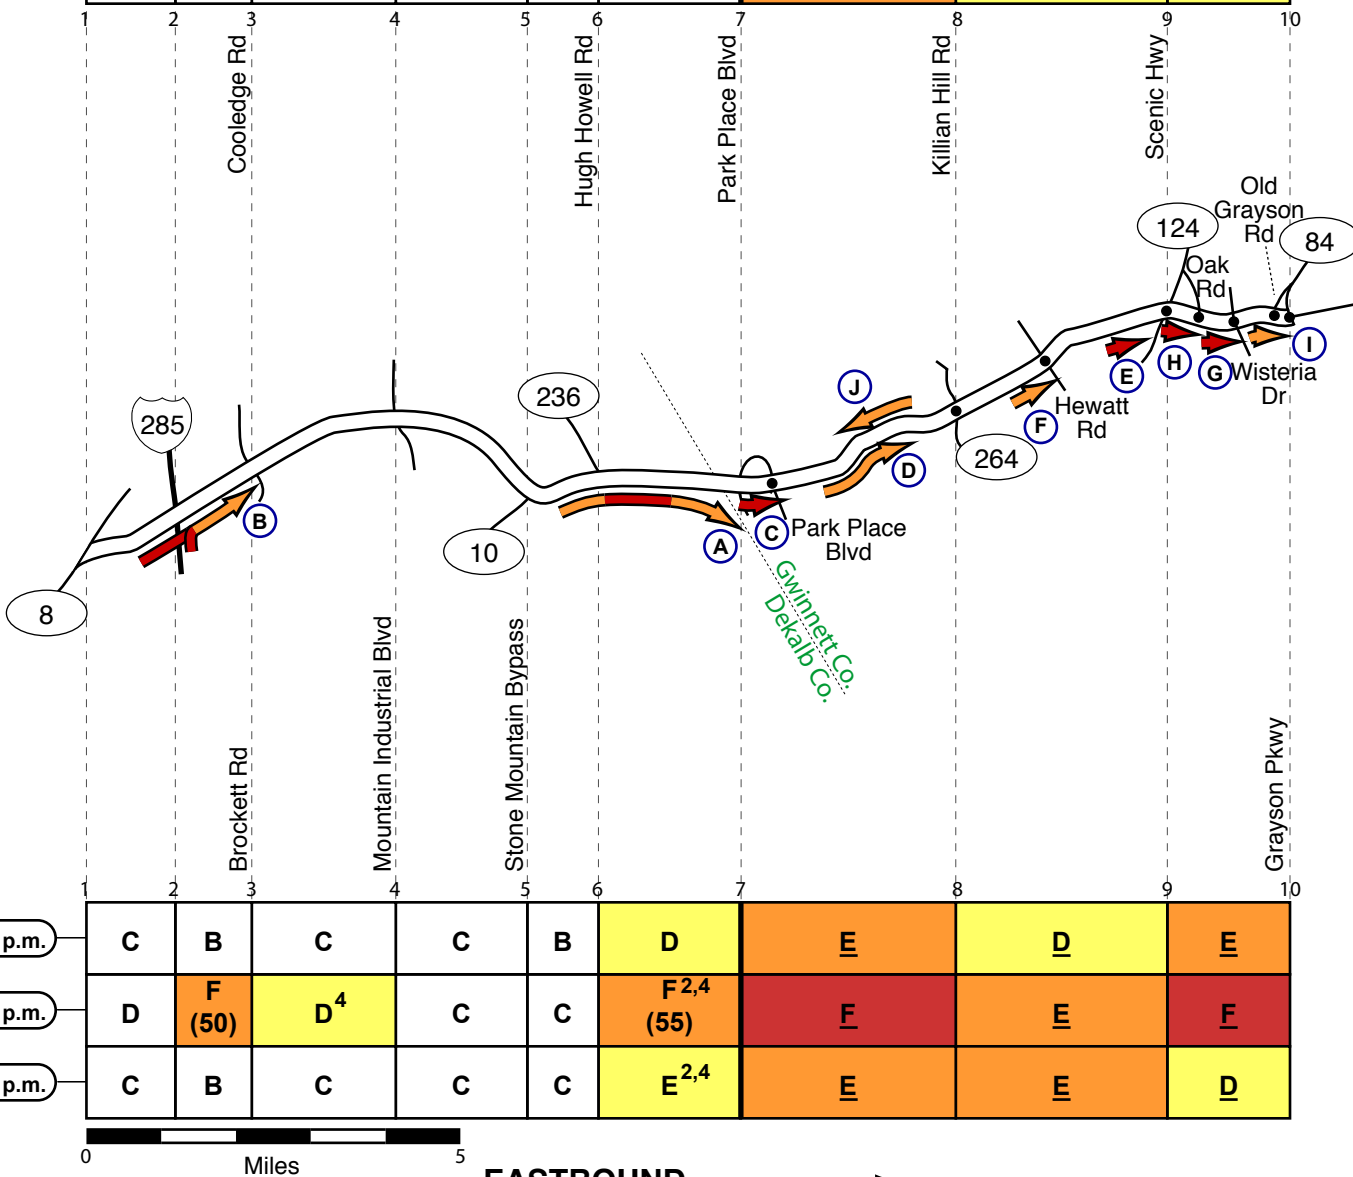 1 2 3 4 5 6 7 8 9 10
Cooledge Rd
Hugh Howell Rd
Park Place Blvd
Killian Hill Rd
Scenic Hwy
Old
Grayson
Rd
124
84
Oak
Rd
I
H
E
G
Wisteria
Dr
J
236
285
Hewatt
Rd
F
264
D
B
A
C
Park Place
Blvd
10
8
Gwinnett Co.
Dekalb Co.
Brockett Rd
Mountain Industrial Blvd
Stone Mountain Bypass
Grayson Pkwy
1 2 3 4 5 6 7 8 9 10
p.m. C B C C B D E D E
p.m. D F (50) D4 C C F2,4 (55) F E F
p.m. C B C C C E2,4 E E D
0 Miles 5
EASTBOUND